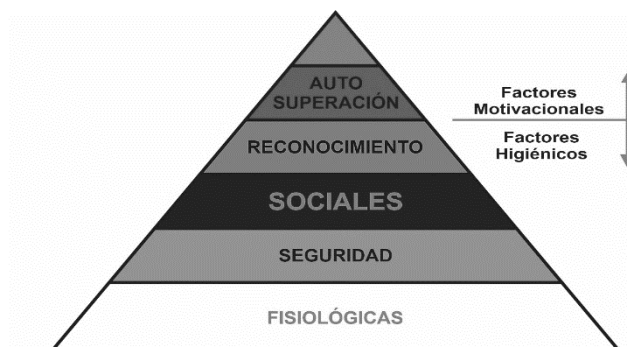 AUTO
SUPERACIÓN
Factores
Motivacionales
RECONOCIMIENTO
Factores
Higiénicos
SOCIALES
SEGURIDAD
FISIOLÓGICAS